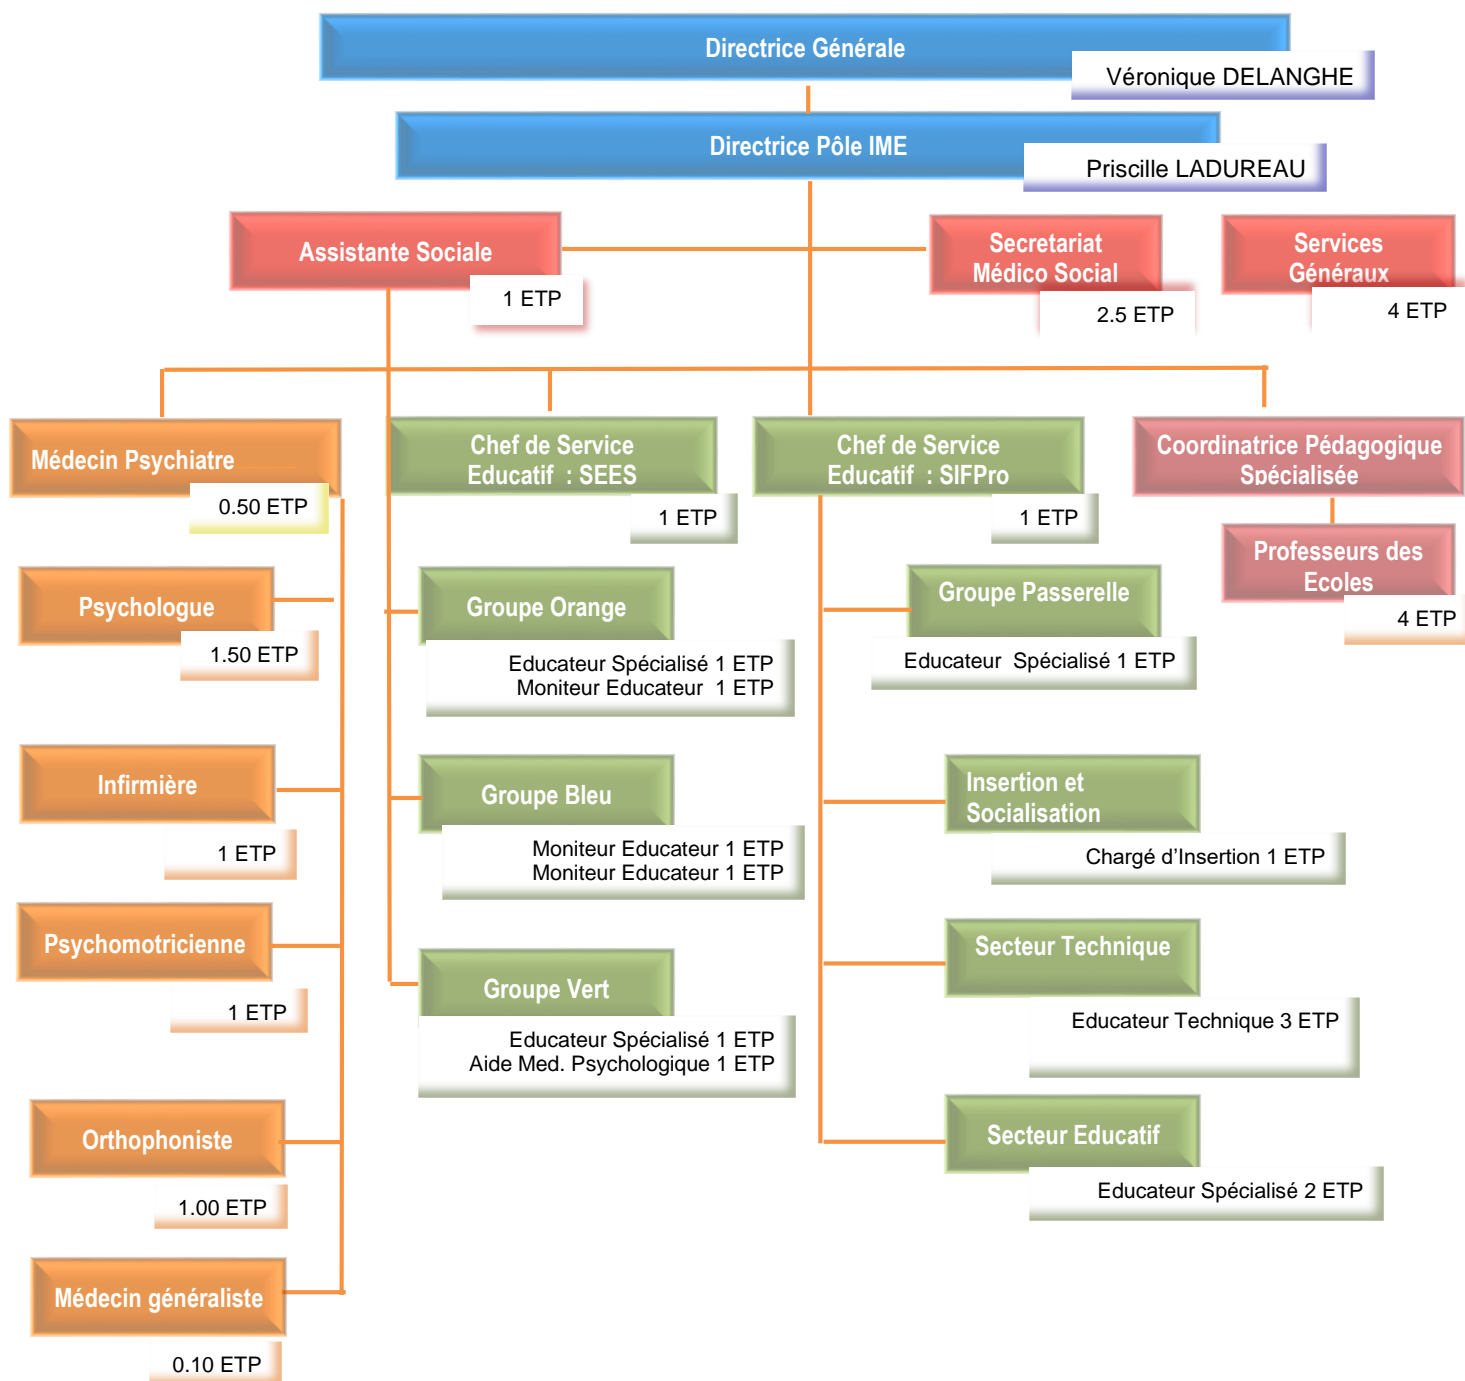 Directrice Générale
Véronique DELANGHE
Directrice Pôle IME
Priscille LADUREAU
Assistante Sociale
1 ETP
Secretariat
Médico Social
2.5 ETP
Services
Généraux
4 ETP
Médecin Psychiatre
0.50 ETP
Psychologue
1.50 ETP
Infirmière
1 ETP
Psychomotricienne
1 ETP
Orthophoniste
1.00 ETP
Médecin généraliste
0.10 ETP
Chef de Service
Educatif : SEES
1 ETP
Groupe Orange
Educateur Spécialisé 1 ETP
Moniteur Educateur 1 ETP
Groupe Bleu
Moniteur Educateur 1 ETP
Moniteur Educateur 1 ETP
Groupe Vert
Educateur Spécialisé 1 ETP
Aide Med. Psychologique 1 ETP
Chef de Service
Educatif : SIFPro
1 ETP
Groupe Passerelle
Educateur Spécialisé 1 ETP
Insertion et
Socialisation
Chargé d’Insertion 1 ETP
Secteur Technique
Educateur Technique 3 ETP
Secteur Educatif
Educateur Spécialisé 2 ETP
Coordinatrice Pédagogique
Spécialisée
Professeurs des
Ecoles
4 ETP